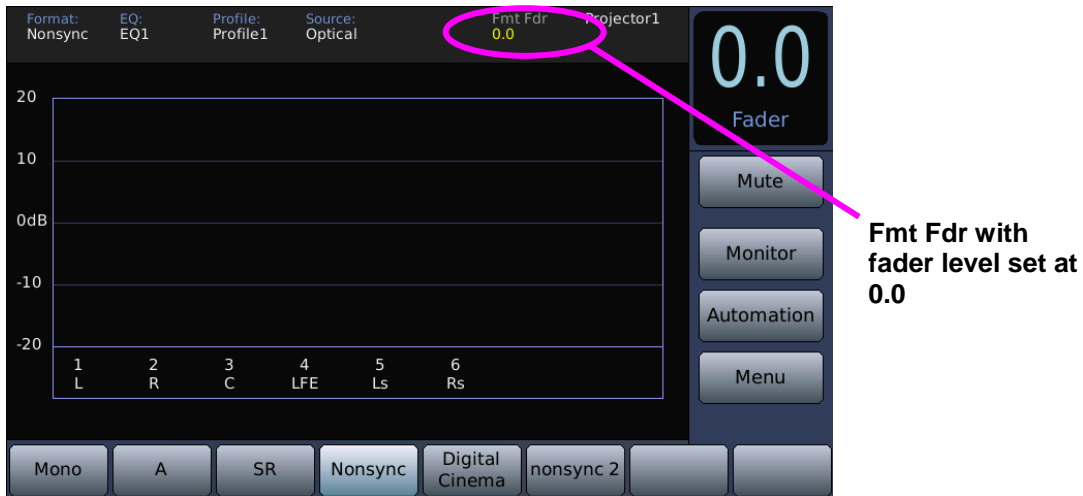 Format: EQ: Profile: Source: Fmt Fdr Projector1
Nonsync EQ1 Profile1 Optical 0.0
0.0
Fader
20
10
0dB
-10
-20
1 2 3 4 5 6
L R C LFE Ls Rs
Mute
Monitor
Automation
Menu
Fmt Fdr with
fader level set at
0.0
Mono A SR Nonsync Digital Cinema nonsync 2